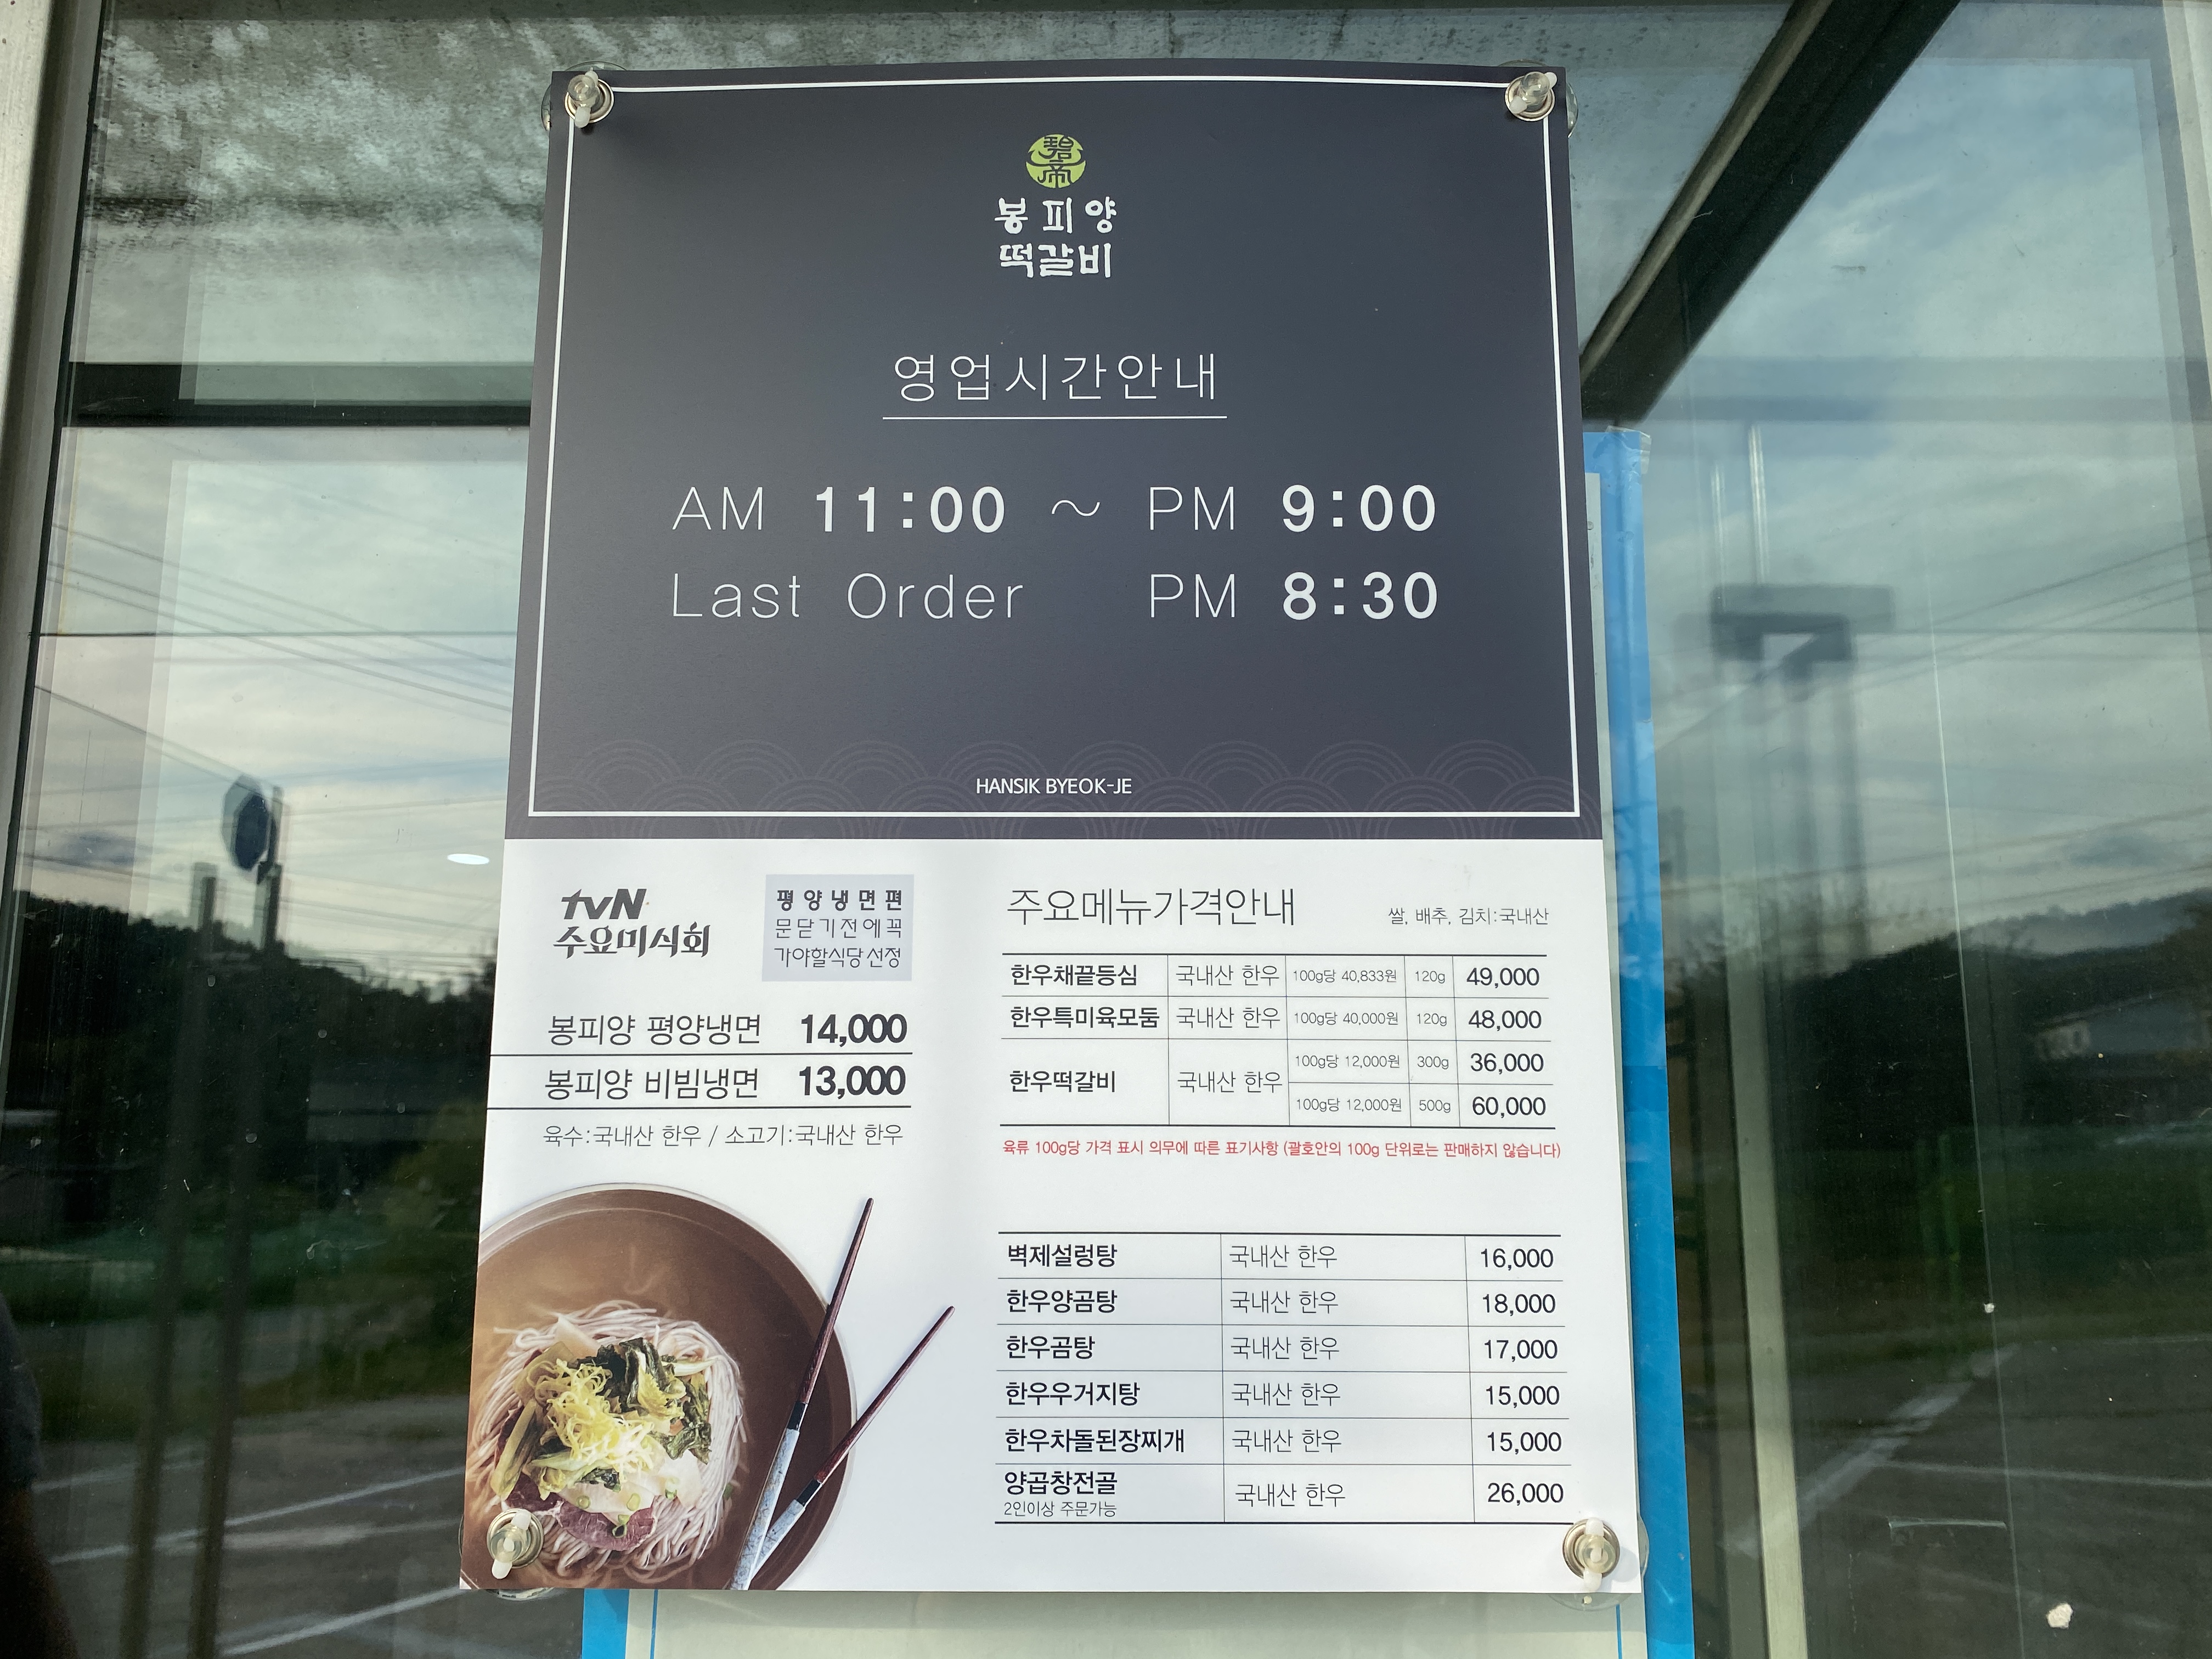 碧帝
봉피양
떡갈비
영업시간안내
AM 11:00 ~ PM 9:00
Last Order PM 8:30
HANSIK BYEOK-JE
tvN
수요미식회
평양냉면편
문닫기전에꼭
가야할식당선정
봉피양 평양냉면 14,000
봉피양 비빔냉면 13,000
육수:국내산 한우 / 소고기:국내산 한우
주요메뉴가격안내 쌀, 배추, 김치:국내산
한우채끝등심 국내산 한우 100g당 40,833원 120g 49,000
한우특미육모둠 국내산 한우 100g당 40,000원 120g 48,000
한우떡갈비 국내산 한우 100g당 12,000원 300g 36,000
100g당 12,000원 500g 60,000
육류 100g당 가격 표시 의무에 따른 표기사항 (괄호안의 100g 단위로는 판매하지 않습니다)
벽제설렁탕 국내산 한우 16,000
한우양곰탕 국내산 한우 18,000
한우곰탕 국내산 한우 17,000
한우우거지탕 국내산 한우 15,000
한우차돌된장찌개 국내산 한우 15,000
양곱창전골 국내산 한우 26,000
2인이상 주문가능